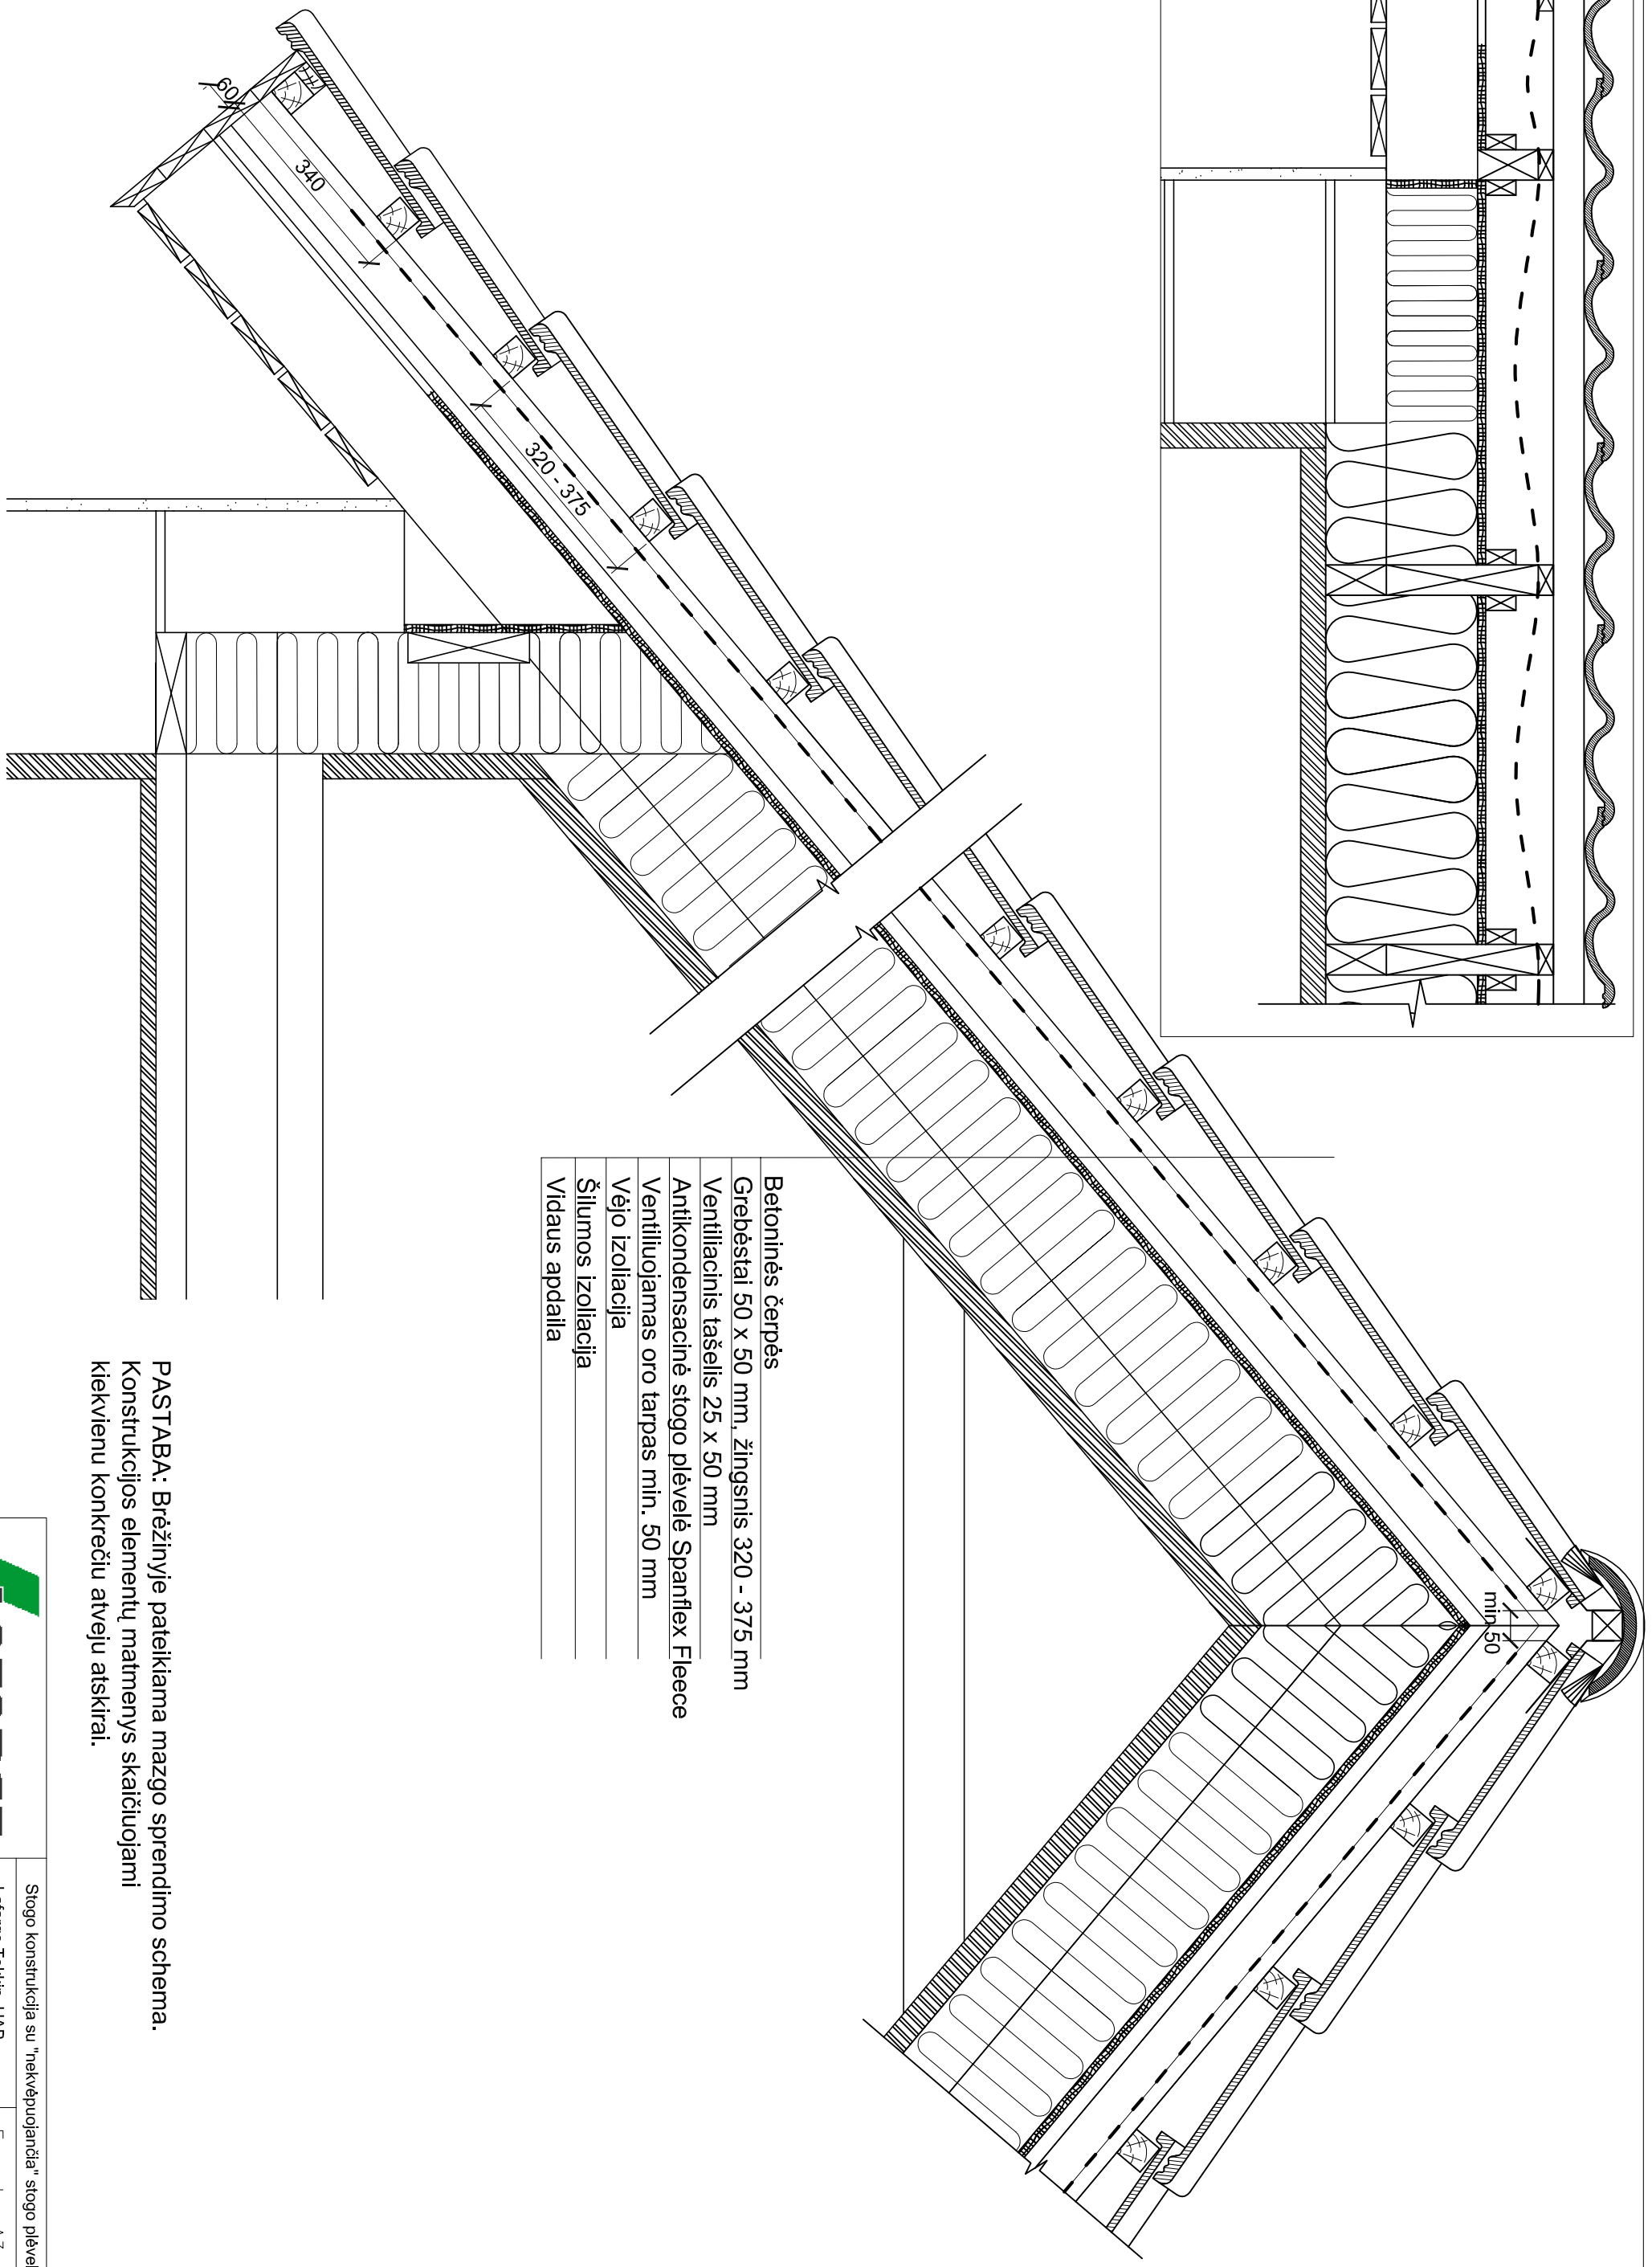 60
340
320 - 375
min 50
Betoninės čerpės
Grebėstai 50 x 50 mm, žingsnis 320 - 375 mm
Ventiliacinis tašelis 25 x 50 mm
Antikondensacinė stogo plėvelė Spanflex Fleece
Ventiliuojamas oro tarpas min. 50 mm
Vėjo izoliacija
Šilumos izoliacija
Vidaus apdaila
PASTABA: Brėžinyje pateikiama mazgo sprendimo schema.
Konstrukcijos elementų matmenys skaičiuojami
kiekvienu konkrečiu atveju atskirai.
Stogo konstrukcija su "nekvėpuojančia" stogo plėvel